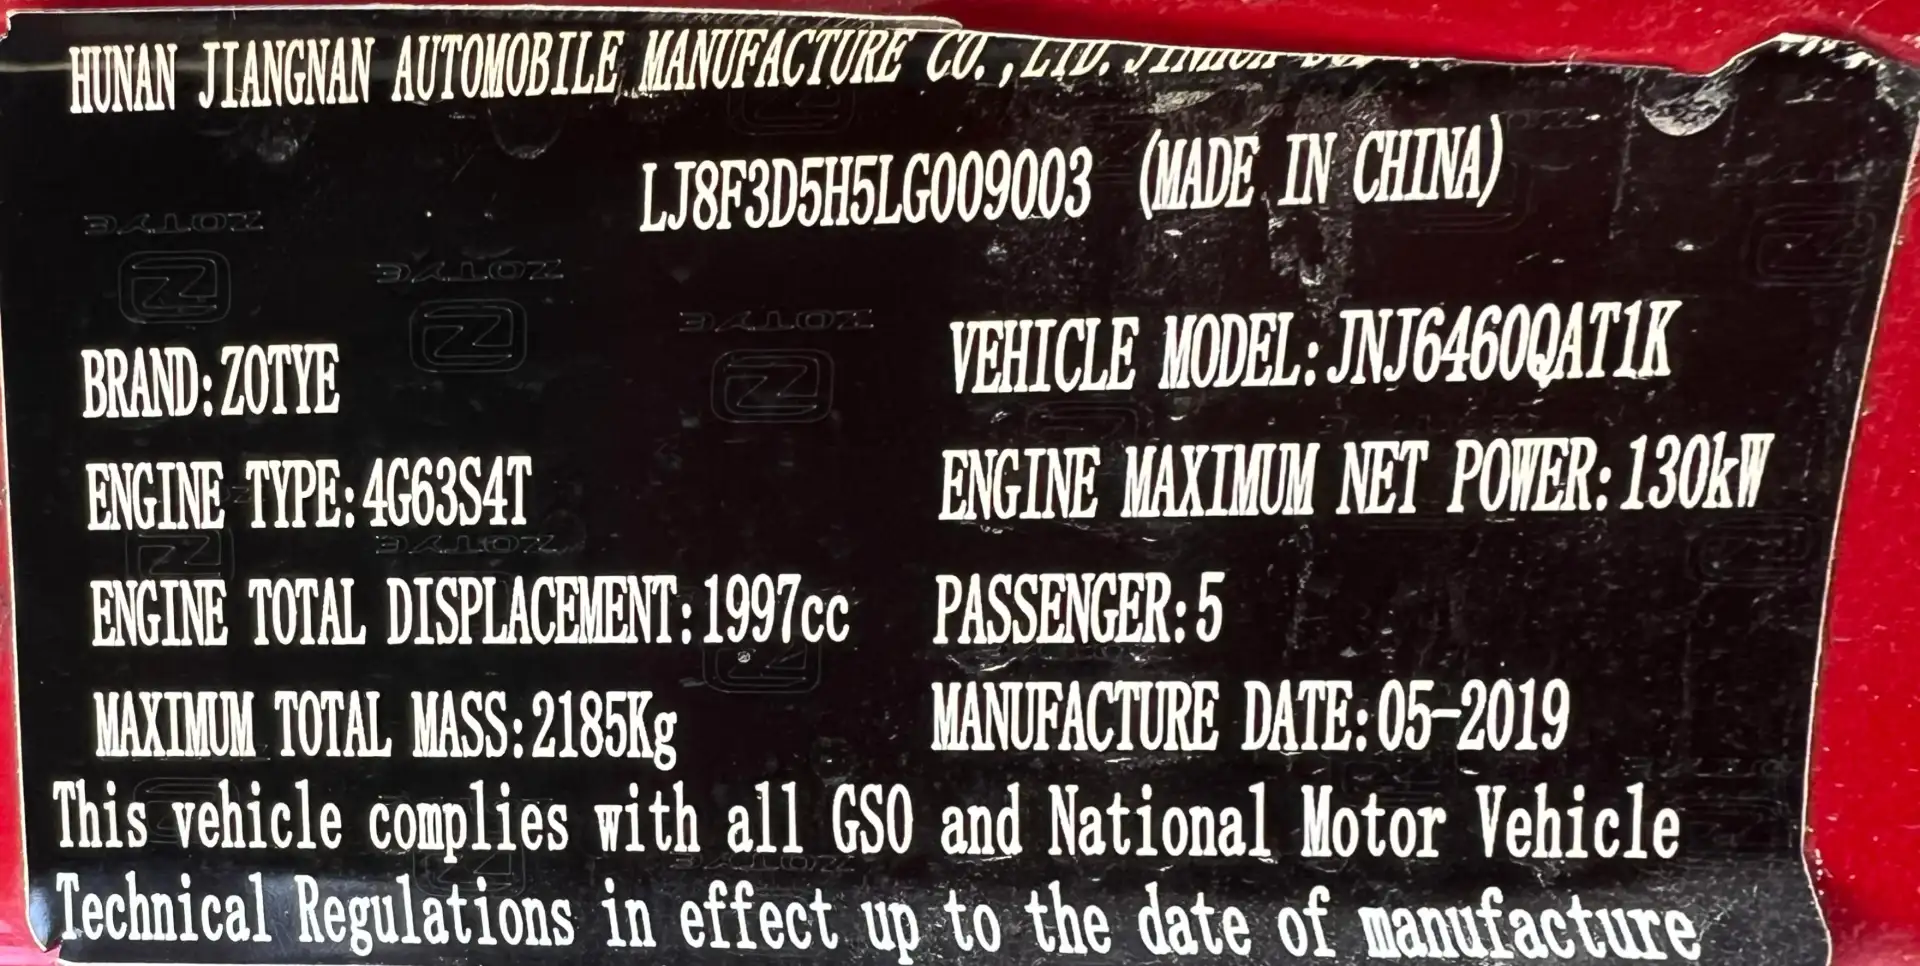 HUNAN JIANGNAN AUTOMOBILE MANUFACTURE CO.,LTD. JINHUA
LJ8F3D5H5LG009003 (MADE IN CHINA)
BRAND:ZOTYE VEHICLE MODEL:JNJ6460QAT1K
ENGINE TYPE:4G63S4T ENGINE MAXIMUM NET POWER:130kW
ENGINE TOTAL DISPLACEMENT:1997cc PASSENGER:5
MAXIMUM TOTAL MASS:2185Kg MANUFACTURE DATE:05-2019
This vehicle complies with all GSO and National Motor Vehicle
Technical Regulations in effect up to the date of manufacture